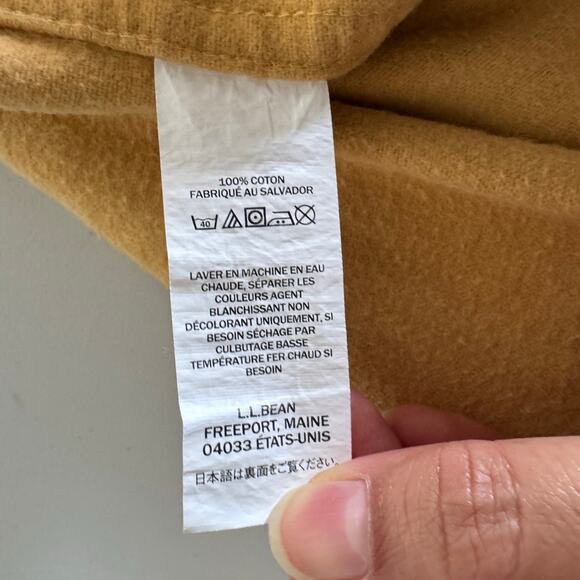 100% COTON
FABRIQUÉ AU SALVADOR
40
LAVER EN MACHINE EN EAU
CHAUDE, SÉPARER LES
COULEURS AGENT
BLANCHISSANT NON
DÉCOLORANT UNIQUEMENT, SI
BESOIN SÉCHAGE PAR
CULBUTAGE BASSE
TEMPÉRATURE FER CHAUD SI
BESOIN
L.L.BEAN
FREEPORT, MAINE
04033 ÉTATS-UNIS
日本語は裏面をご覧ください。